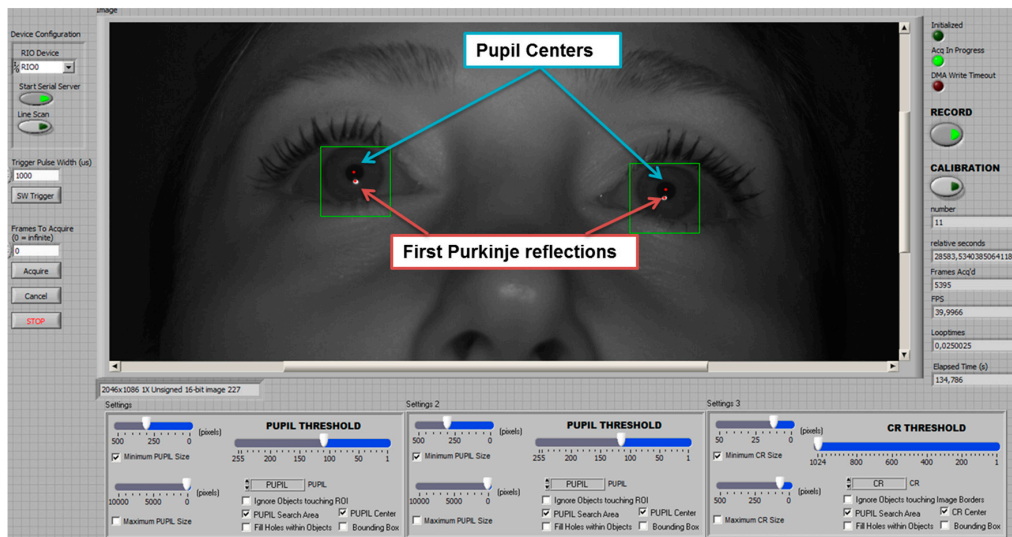 Image
Device Configuration
RIO Device
RIO0
Start Serial Server
Line Scan
Trigger Pulse Width (us)
1000
SW Trigger
Frames To Acquire
(0 = infinite)
0
Acquire
Cancel
STOP
Pupil Centers
First Purkinje reflections
Initialized
Acq In Progress
DMA Write Timeout
RECORD
CALIBRATION
number
11
relative seconds
28583,5340385064118
Frames Acq'd
5395
FPS
39,9966
Looptimes
0,0250025
Elapsed Time (s)
134,786
2046x1086 1X Unsigned 16-bit image 227
Settings
500 250 0 (pixels)
Minimum PUPIL Size
10000 5000 0 (pixels)
Maximum PUPIL Size
PUPIL THRESHOLD
255 200 150 100 50 1
PUPIL PUPIL
Ignore Objects touching ROI
PUPIL Search Area PUPIL Center
Fill Holes within Objects Bounding Box
Settings 2
500 250 0 (pixels)
Minimum PUPIL Size
10000 5000 0 (pixels)
Maximum PUPIL Size
PUPIL THRESHOLD
255 200 150 100 50 1
PUPIL PUPIL
Ignore Objects touching ROI
PUPIL Search Area PUPIL Center
Fill Holes within Objects Bounding Box
Settings 3
50 25 0 (pixels)
Minimum CR Size
500 250 0 (pixels)
Maximum CR Size
CR THRESHOLD
1024 800 600 400 200 1
CR CR
Ignore Objects touching Image Borders
PUPIL Search Area CR Center
Fill Holes within Objects Bounding Box